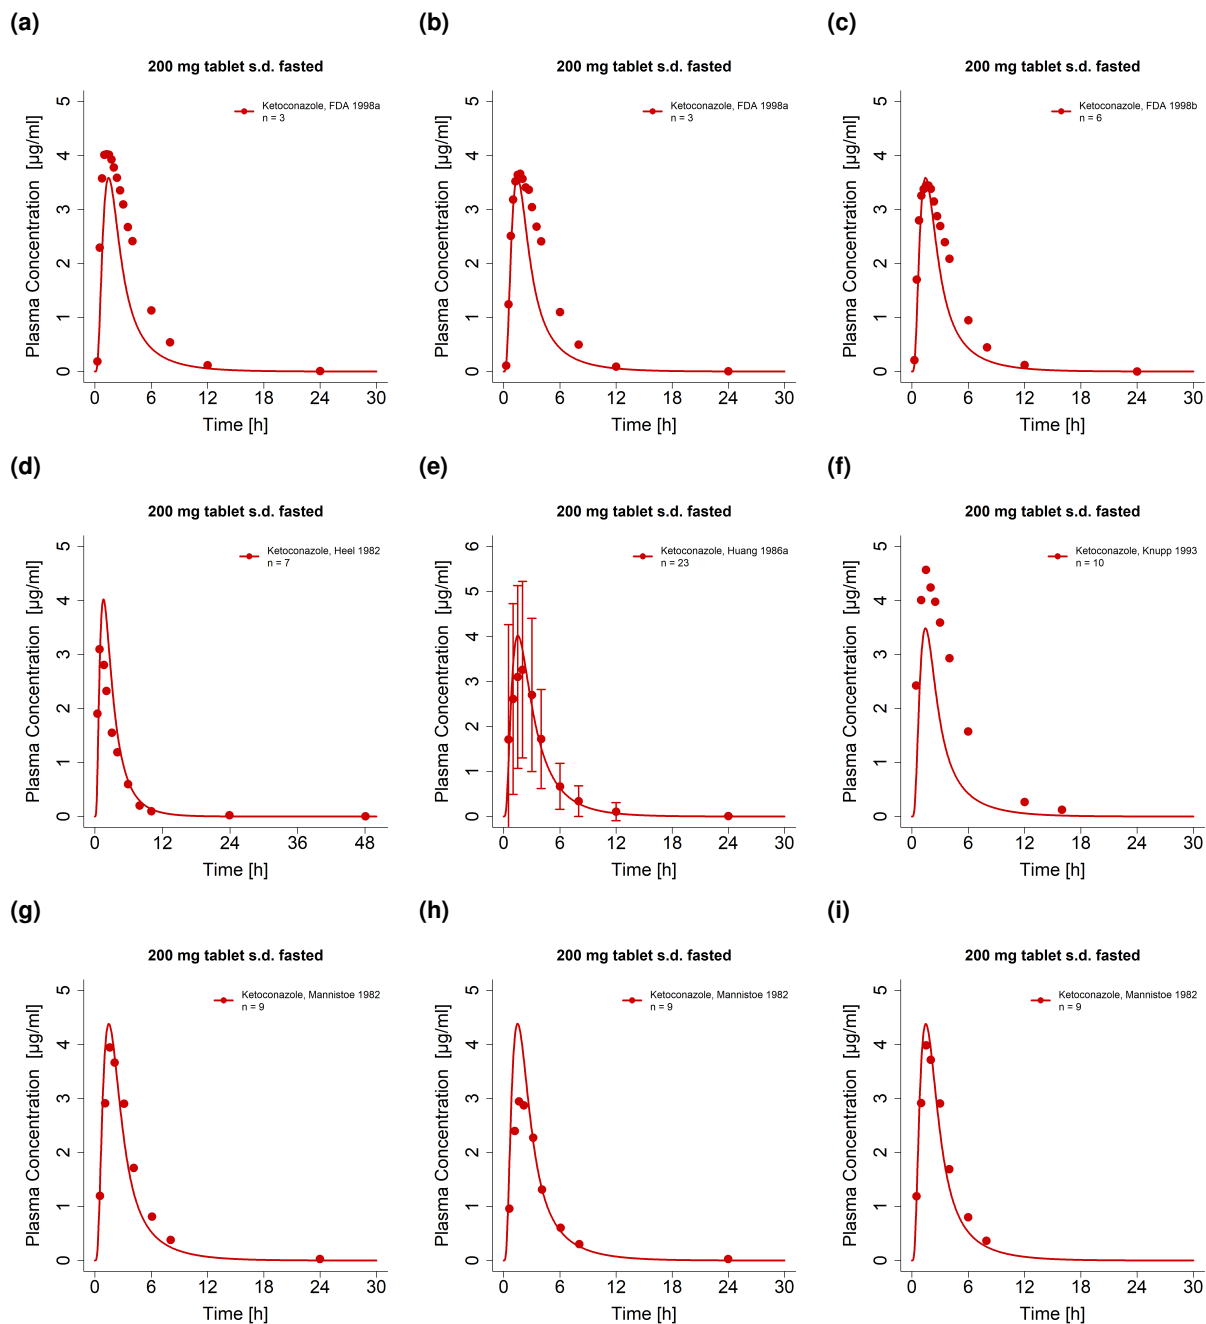 (a)
200 mg tablet s.d. fasted
Ketoconazole, FDA 1998a
n = 3
Plasma Concentration [µg/ml]
5
4
3
2
1
0
0 6 12 18 24 30
Time [h]
(b)
200 mg tablet s.d. fasted
Ketoconazole, FDA 1998a
n = 3
Plasma Concentration [µg/ml]
5
4
3
2
1
0
0 6 12 18 24 30
Time [h]
(c)
200 mg tablet s.d. fasted
Ketoconazole, FDA 1998b
n = 6
Plasma Concentration [µg/ml]
5
4
3
2
1
0
0 6 12 18 24 30
Time [h]
(d)
200 mg tablet s.d. fasted
Ketoconazole, Heel 1982
n = 7
Plasma Concentration [µg/ml]
5
4
3
2
1
0
0 12 24 36 48
Time [h]
(e)
200 mg tablet s.d. fasted
Ketoconazole, Huang 1986a
n = 23
Plasma Concentration [µg/ml]
6
5
4
3
2
1
0
0 6 12 18 24 30
Time [h]
(f)
200 mg tablet s.d. fasted
Ketoconazole, Knupp 1993
n = 10
Plasma Concentration [µg/ml]
5
4
3
2
1
0
0 6 12 18 24 30
Time [h]
(g)
200 mg tablet s.d. fasted
Ketoconazole, Mannistoe 1982
n = 9
Plasma Concentration [µg/ml]
5
4
3
2
1
0
0 6 12 18 24 30
Time [h]
(h)
200 mg tablet s.d. fasted
Ketoconazole, Mannistoe 1982
n = 9
Plasma Concentration [µg/ml]
5
4
3
2
1
0
0 6 12 18 24 30
Time [h]
(i)
200 mg tablet s.d. fasted
Ketoconazole, Mannistoe 1982
n = 9
Plasma Concentration [µg/ml]
5
4
3
2
1
0
0 6 12 18 24 30
Time [h]